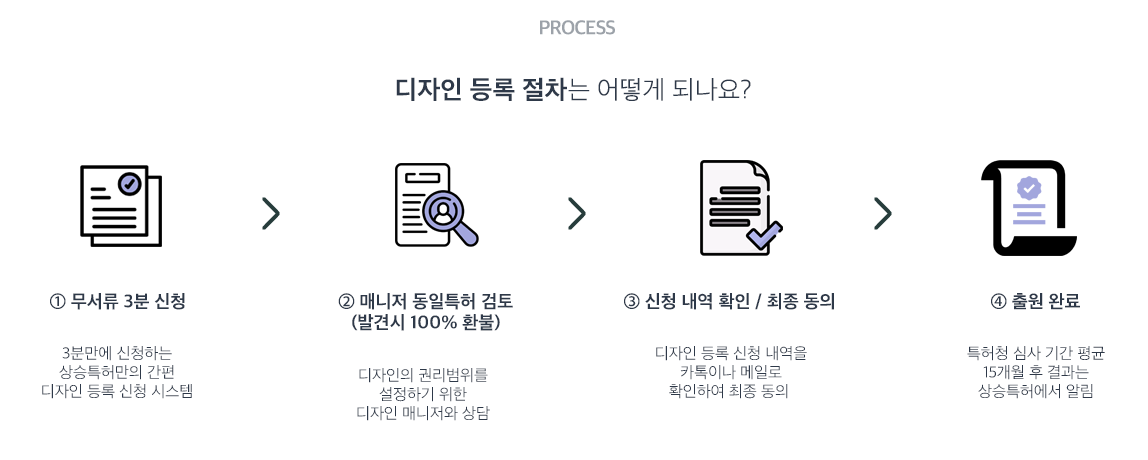 PROCESS
디자인 등록 절차는 어떻게 되나요?
① 무서류 3분 신청
3분만에 신청하는
상승특허만의 간편
디자인 등록 신청 시스템
② 매니저 동일특허 검토
(발견시 100% 환불)
디자인의 권리범위를
설정하기 위한
디자인 매니저와 상담
③ 신청 내역 확인 / 최종 동의
디자인 등록 신청 내역을
카톡이나 메일로
확인하여 최종 동의
④ 출원 완료
특허청 심사 기간 평균
15개월 후 결과는
상승특허에서 알림